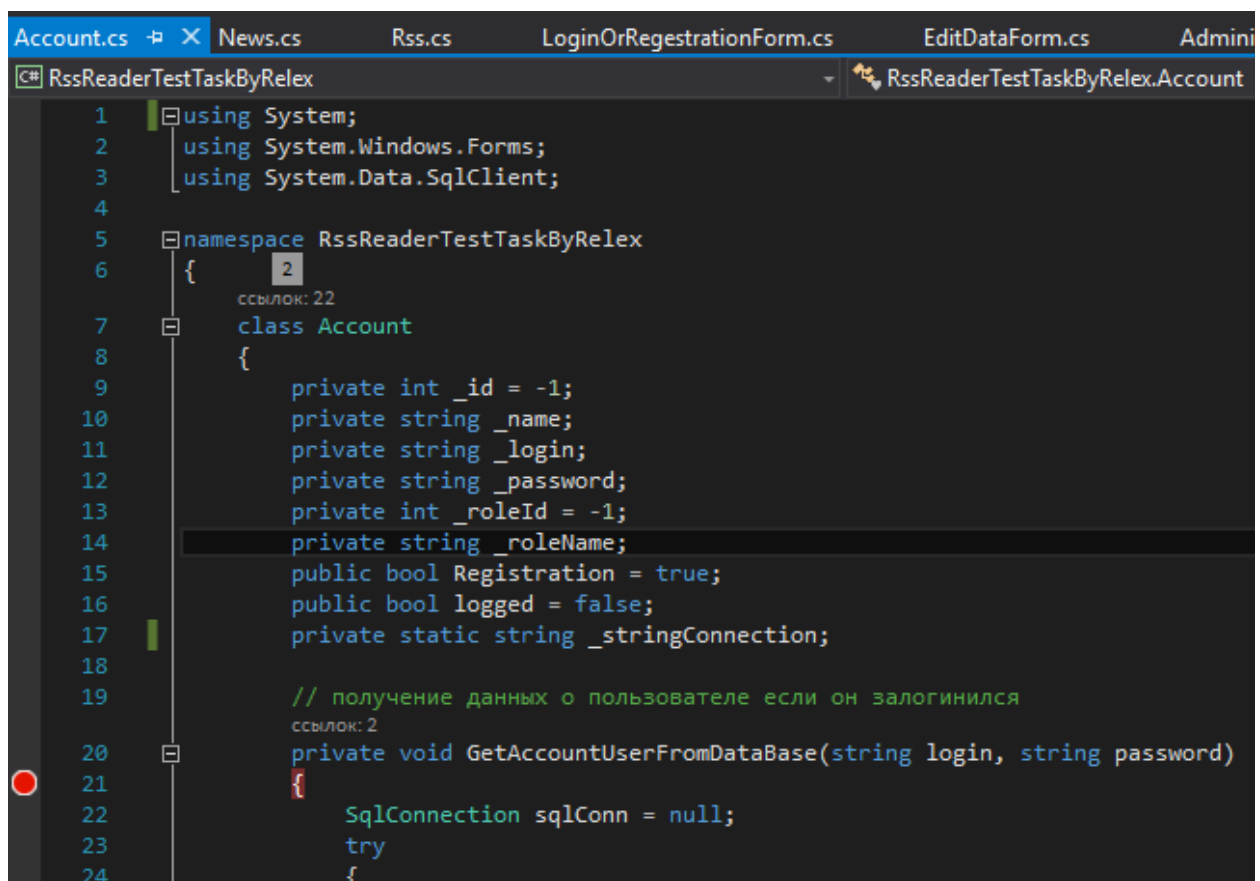 Account.cs News.cs Rss.cs LoginOrRegestrationForm.cs EditDataForm.cs Admini
C# RssReaderTestTaskByRelex RssReaderTestTaskByRelex.Account
1 using System;
2 using System.Windows.Forms;
3 using System.Data.SqlClient;
4
5 namespace RssReaderTestTaskByRelex
6 { 2
ссылок: 22
7 class Account
8 {
9 private int _id = -1;
10 private string _name;
11 private string _login;
12 private string _password;
13 private int _roleId = -1;
14 private string _roleName;
15 public bool Registration = true;
16 public bool logged = false;
17 private static string _stringConnection;
18
19 // получение данных о пользователе если он залогинился
ссылок: 2
20 private void GetAccountUserFromDataBase(string login, string password)
21 {
22 SqlConnection sqlConn = null;
23 try
24 {